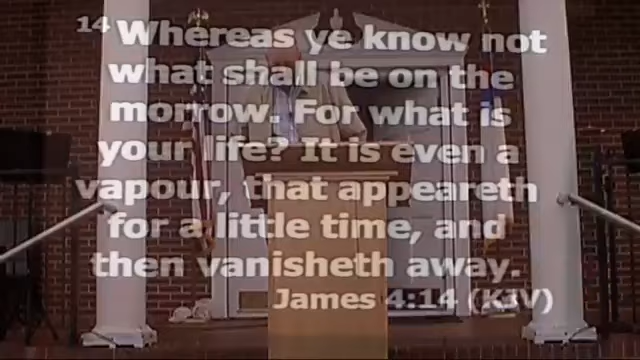 14 Whereas ye know not
what shall be on the
morrow. For what is
your life? It is even a
vapour, that appeareth
for a little time, and
then vanisheth away.
James 4:14 (KJV)